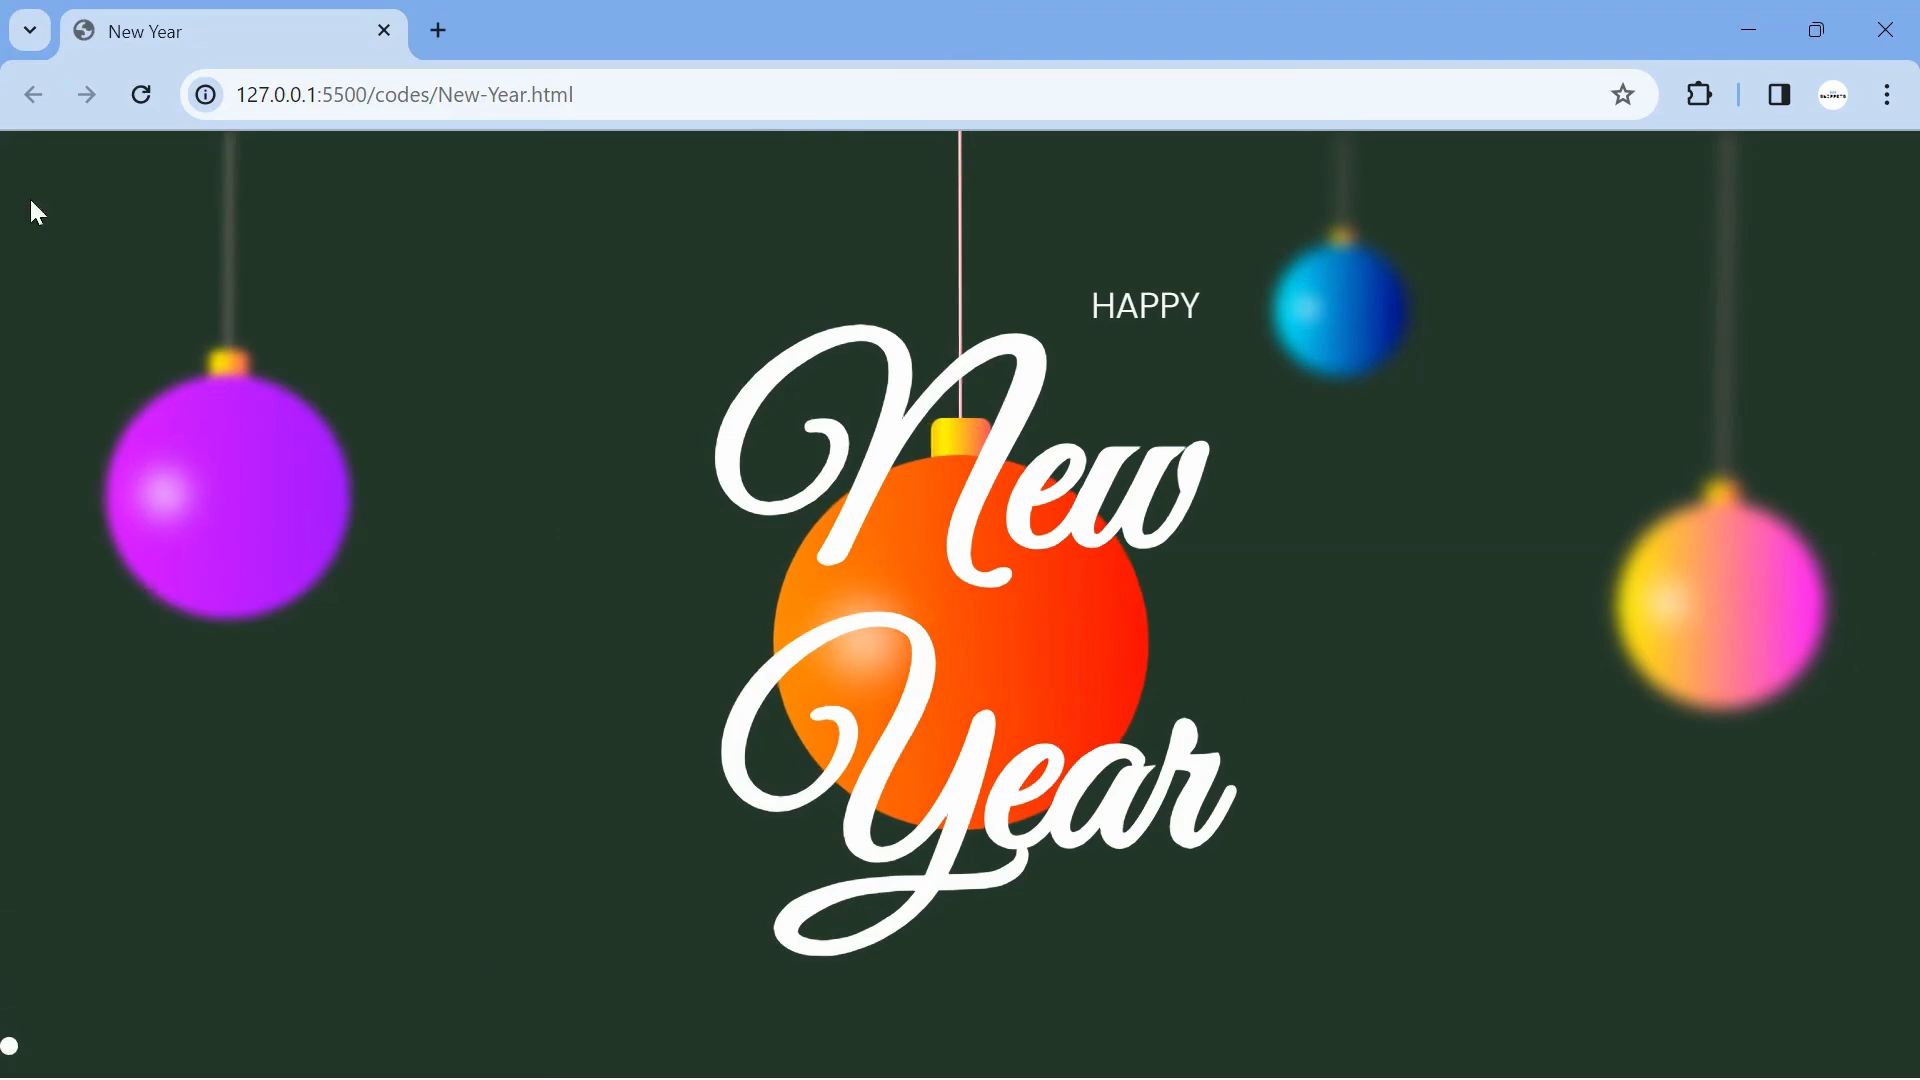 New Year
127.0.0.1:5500/codes/New-Year.html
HAPPY
New
Year